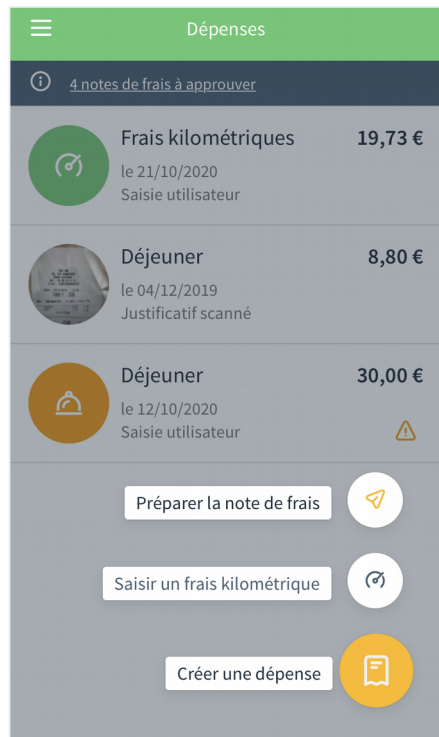 Dépenses
4 notes de frais à approuver
Frais kilométriques 19,73 €
le 21/10/2020
Saisie utilisateur
Déjeuner 8,80 €
le 04/12/2019
Justificatif scanné
Déjeuner 30,00 €
le 12/10/2020
Saisie utilisateur
Préparer la note de frais
Saisir un frais kilométrique
Créer une dépense